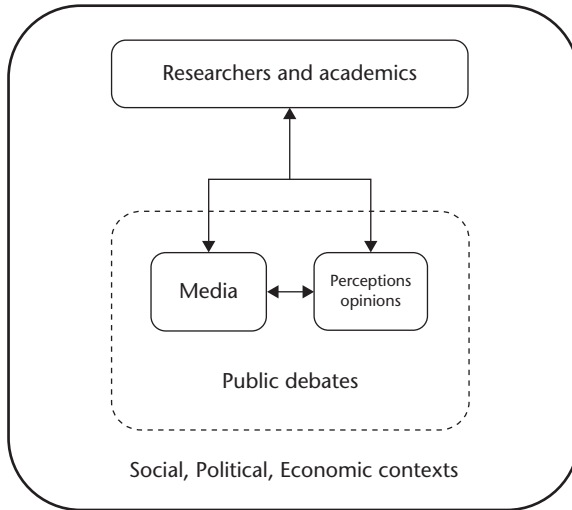 Researchers and academics
Media
Perceptions
opinions
Public debates
Social, Political, Economic contexts